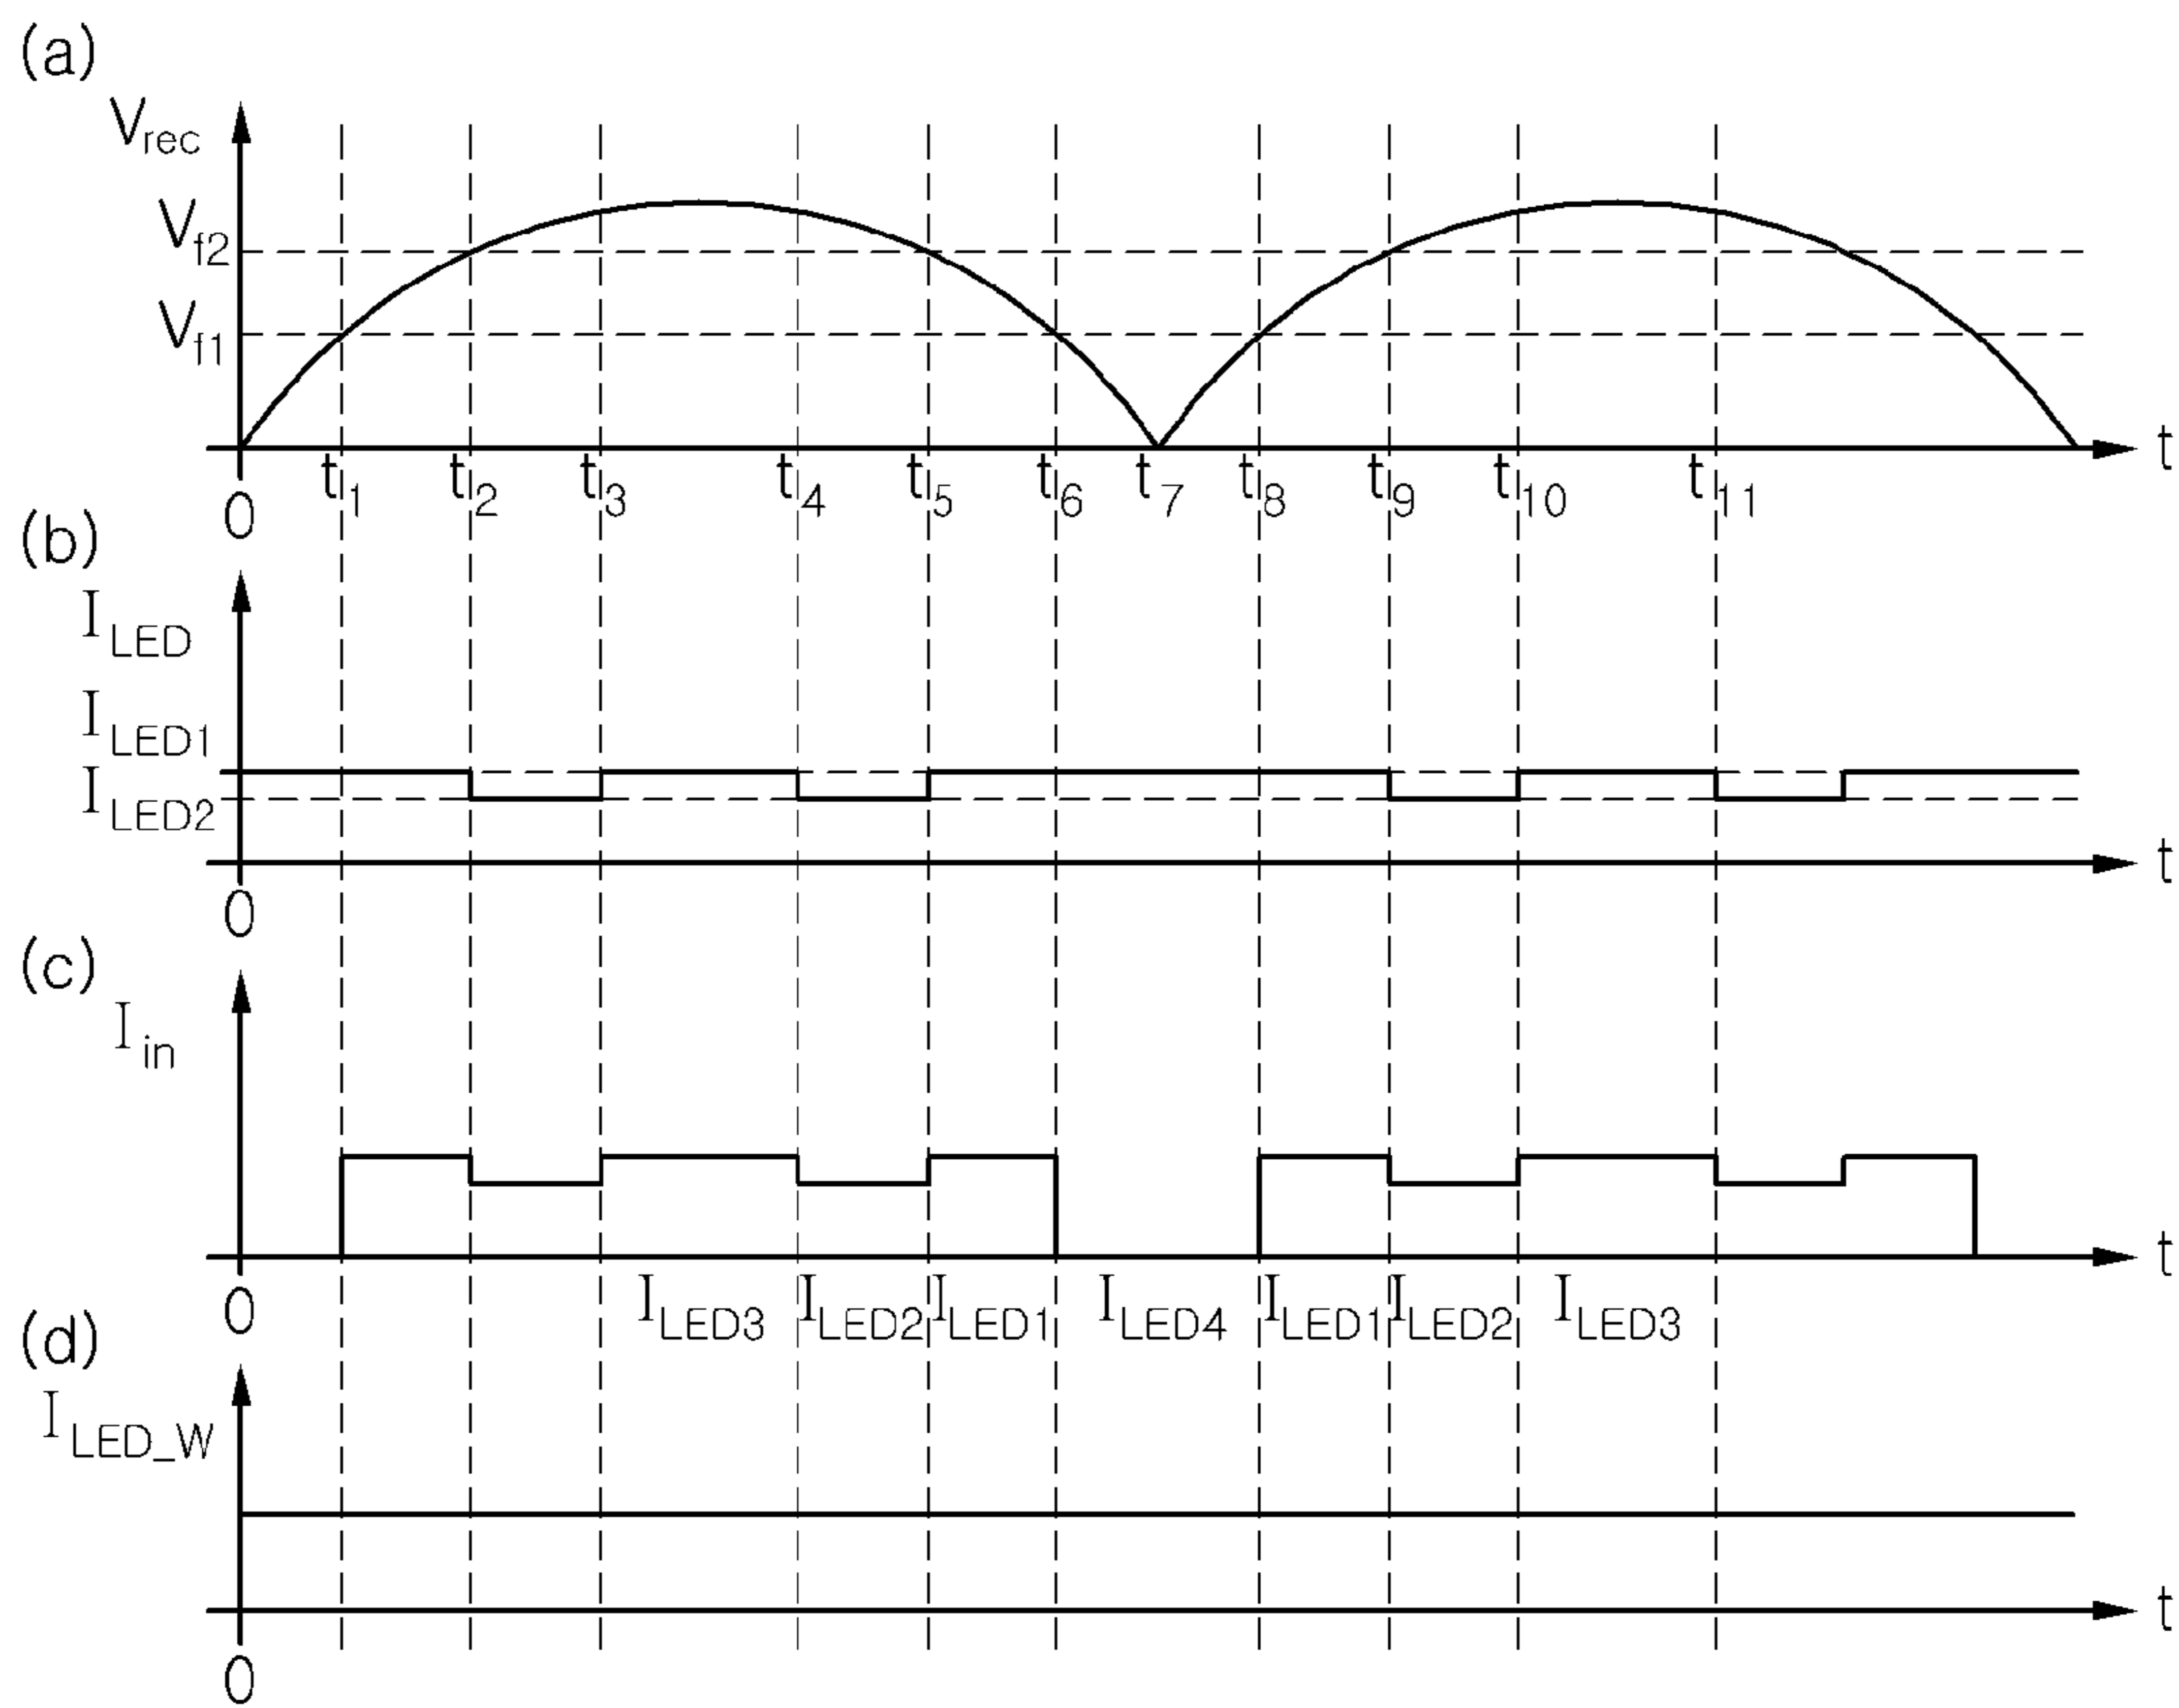 (a)
Vrec
Vf2
Vf1
t
0
t1 t2 t3 t4 t5 t6 t7 t8 t9 t10 t11
(b)
ILED
ILED1
ILED2
t
0
(c)
Iin
t
0
ILED3 ILED2 ILED1 ILED4 ILED1 ILED2 ILED3
(d)
ILED_W
t
0